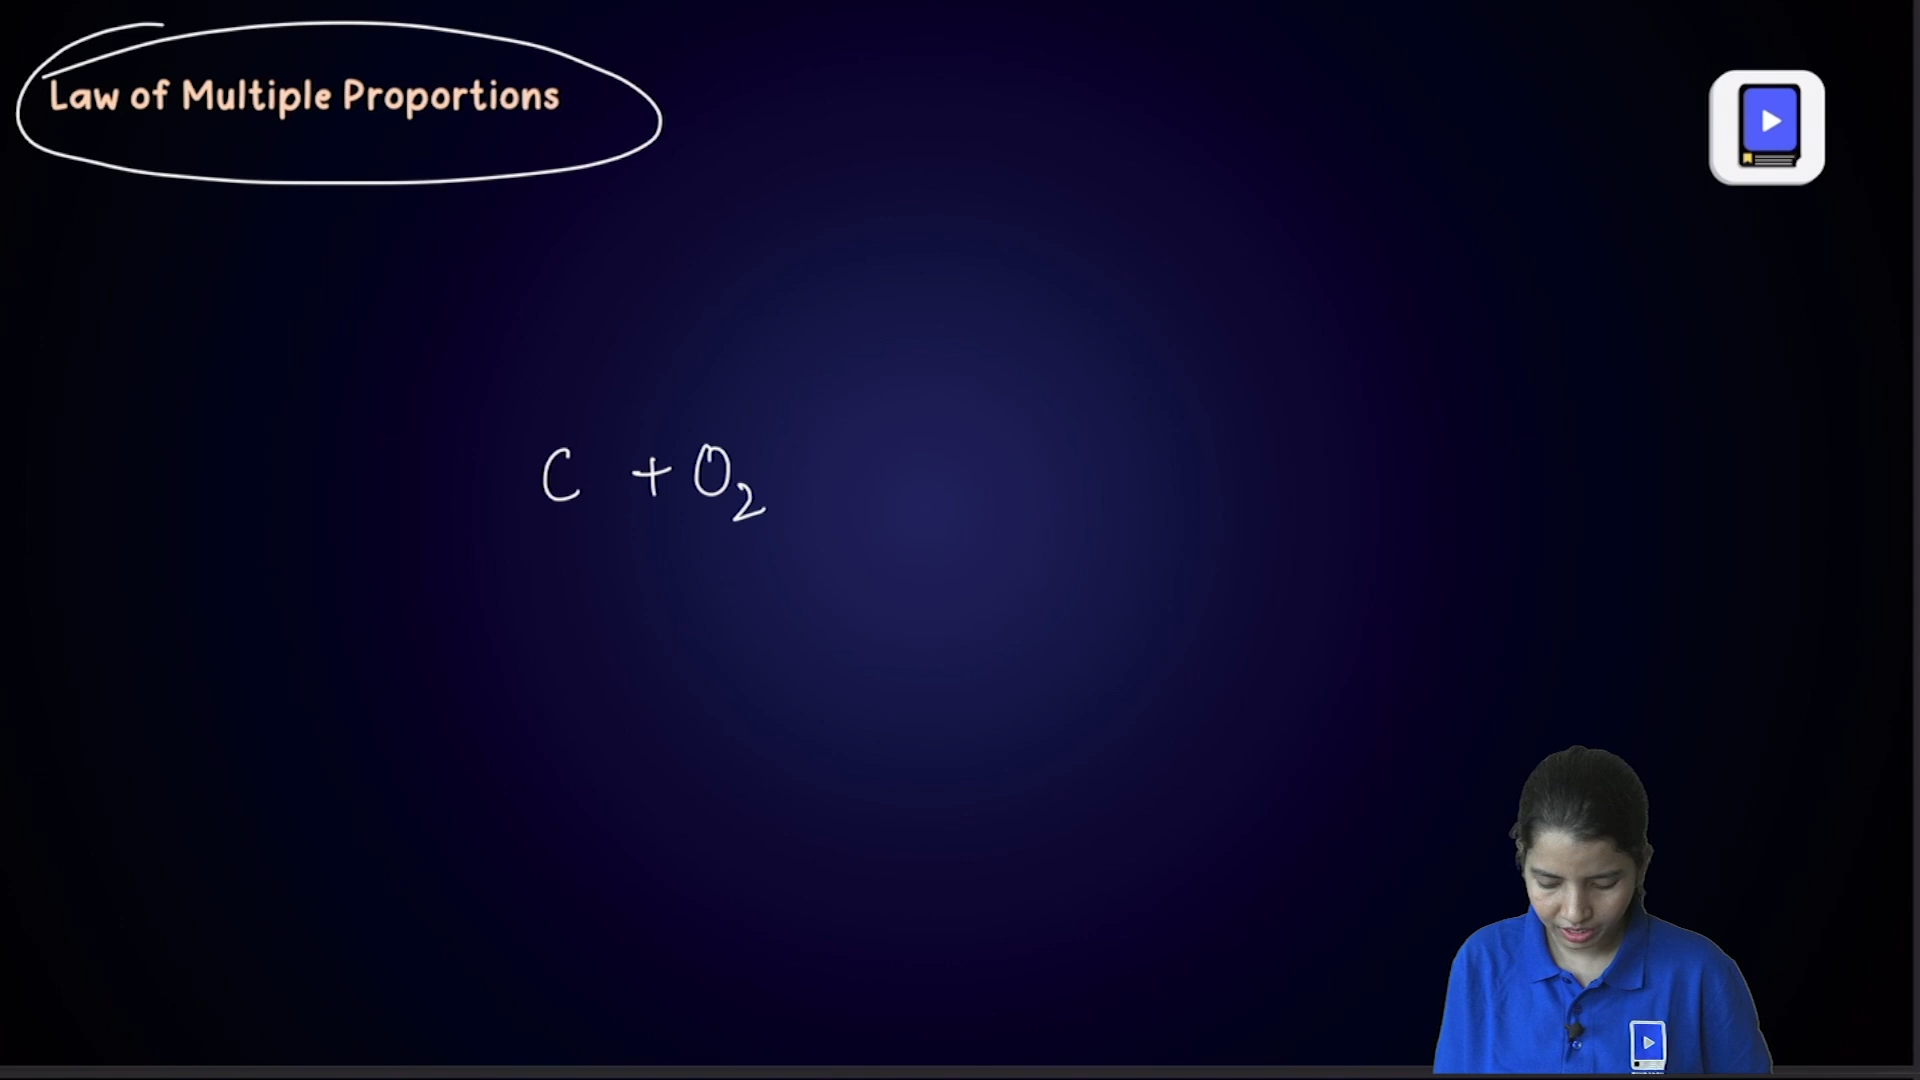 Law of Multiple Proportions
C + O₂